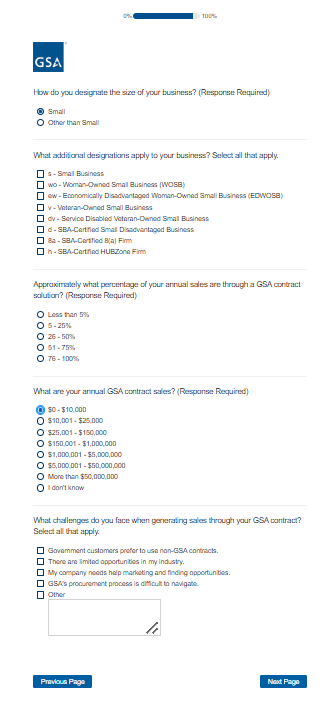 0% 100%
GSA
How do you designate the size of your business? (Response Required)
Small
Other than Small
What additional designations apply to your business? Select all that apply.
s - Small Business
wo - Woman-Owned Small Business (WOSB)
ew - Economically Disadvantaged Woman-Owned Small Business (EDWOSB)
v - Veteran-Owned Small Business
dv - Service Disabled Veteran-Owned Small Business
d - SBA-Certified Small Disadvantaged Business
8a - SBA-Certified 8(a) Firm
h - SBA-Certified HUBZone Firm
Approximately what percentage of your annual sales are through a GSA contract
solution? (Response Required)
Less than 5%
5 - 25%
26 - 50%
51 - 75%
76 - 100%
What are your annual GSA contract sales? (Response Required)
$0 - $10,000
$10,001 - $25,000
$25,001 - $150,000
$150,001 - $1,000,000
$1,000,001 - $5,000,000
$5,000,001 - $50,000,000
More than $50,000,000
I don't know
What challenges do you face when generating sales through your GSA contract?
Select all that apply.
Government customers prefer to use non-GSA contracts.
There are limited opportunities in my industry.
My company needs help marketing and finding opportunities.
GSA's procurement process is difficult to navigate.
Other
Previous Page Next Page